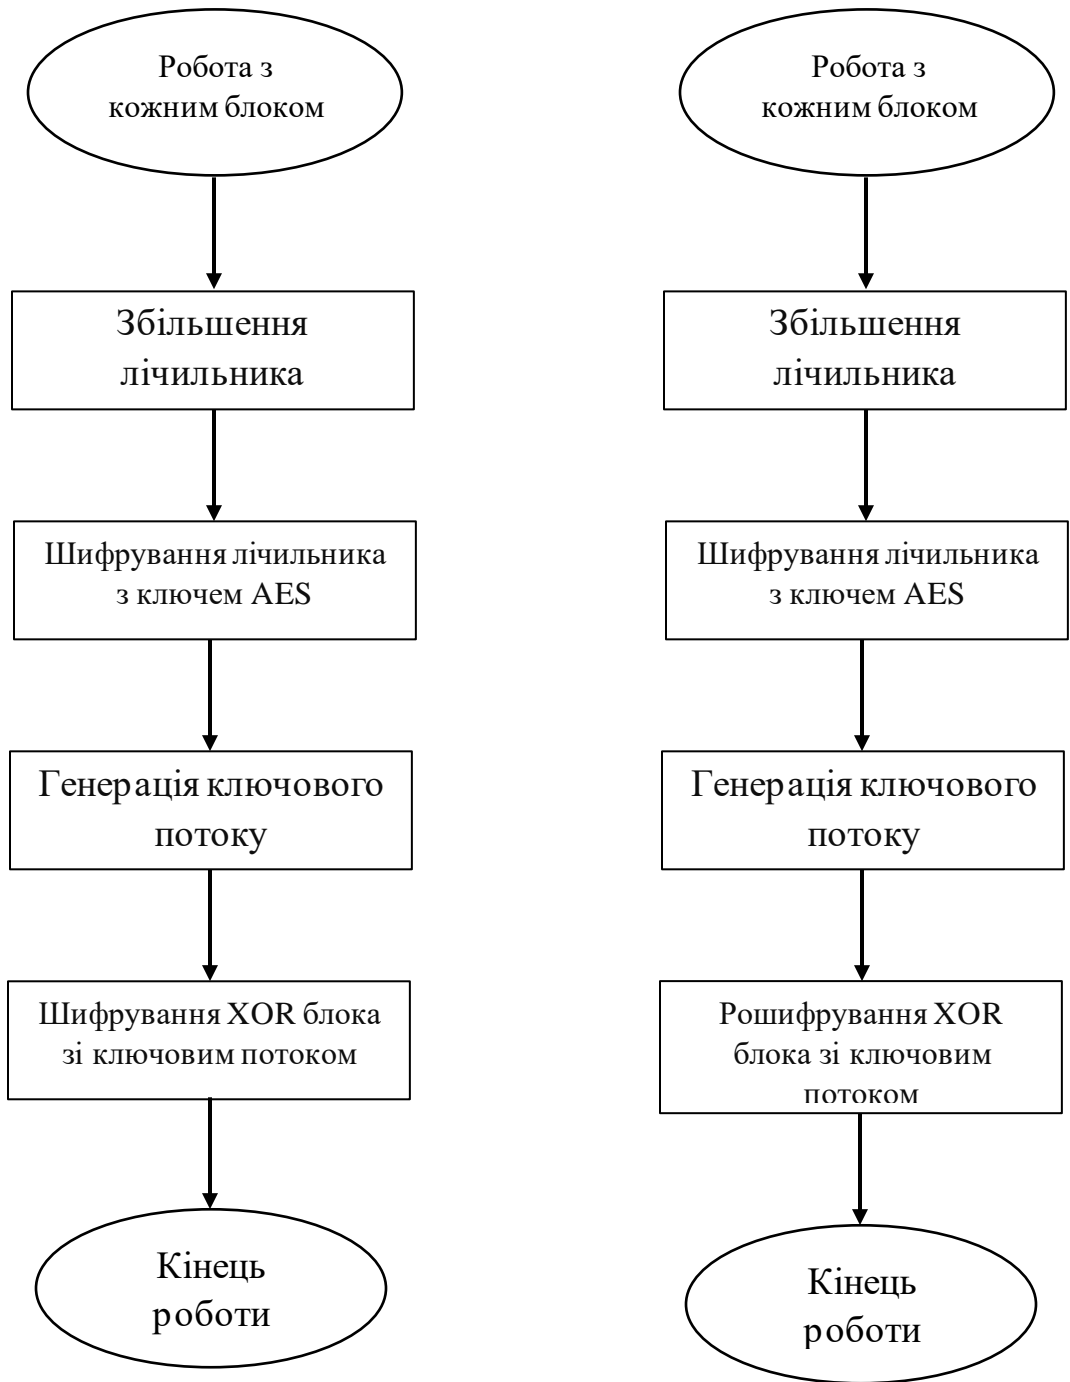 Робота з
кожним блоком
Збільшення
лічильника
Шифрування лічильника
з ключем AES
Генерація ключового
потоку
Шифрування XOR блока
зі ключовим потоком
Кінець
роботи
Робота з
кожним блоком
Збільшення
лічильника
Шифрування лічильника
з ключем AES
Генерація ключового
потоку
Рошифрування XOR
блока зі ключовим
потоком
Кінець
роботи